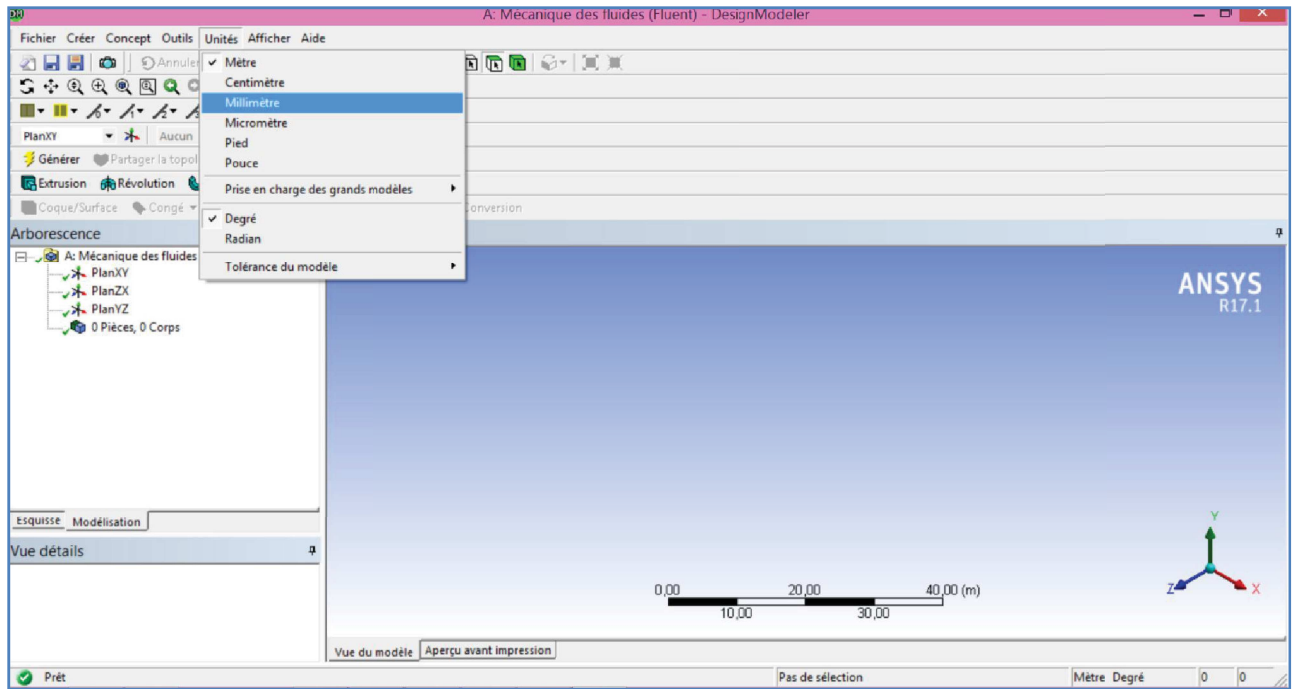 A: Mécanique des fluides (Fluent) - DesignModeler
Fichier Créer Concept Outils Unités Afficher Aide
Annuler
Mètre
Centimètre
Millimètre
Micromètre
Pied
Pouce
Prise en charge des grands modèles
Degré
Radian
Tolérance du modèle
PlanXY Aucun
Générer Partager la topol
Extrusion Révolution
Coque/Surface Congé onversion
Arborescence
A: Mécanique des fluides
PlanXY
PlanZX
PlanYZ
0 Pièces, 0 Corps
ANSYS
R17.1
Esquisse Modélisation
Vue détails
Y
Z X
0,00 20,00 40,00 (m)
10,00 30,00
Vue du modèle Aperçu avant impression
Prêt Pas de sélection Mètre Degré 0 0